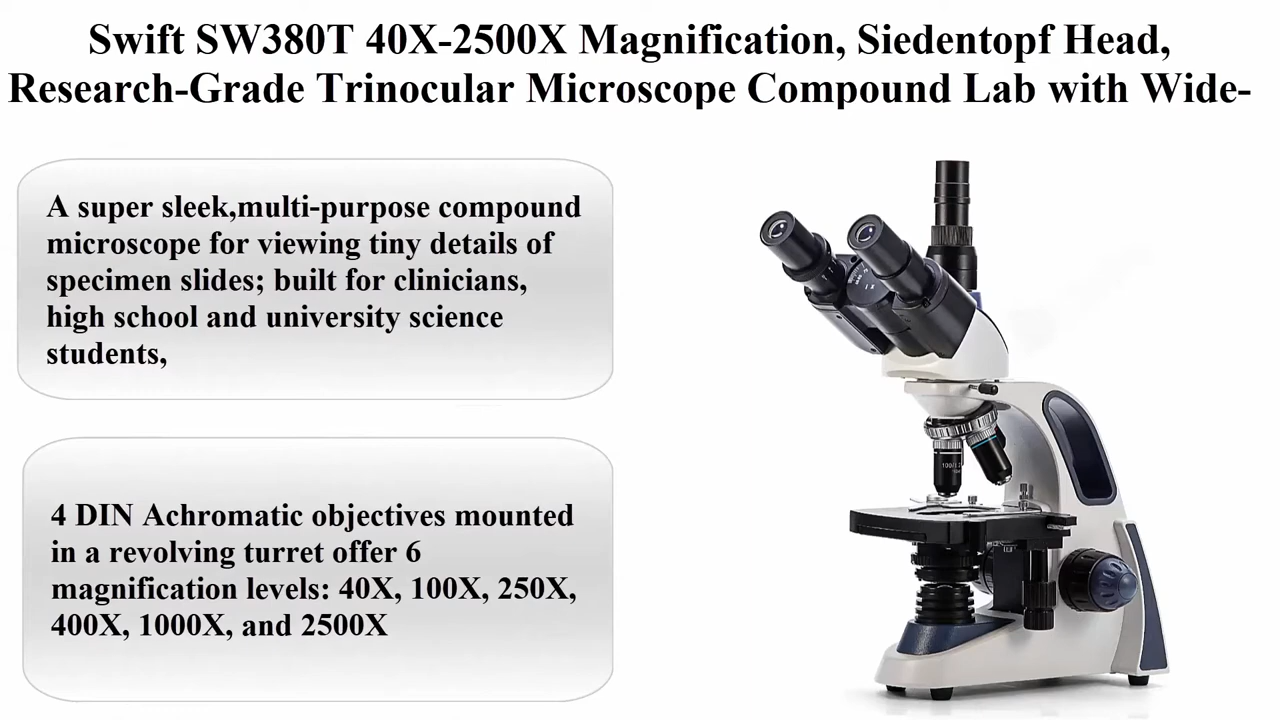 Swift SW380T 40X-2500X Magnification, Siedentopf Head,
Research-Grade Trinocular Microscope Compound Lab with Wide-
A super sleek,multi-purpose compound
microscope for viewing tiny details of
specimen slides; built for clinicians,
high school and university science
students,
4 DIN Achromatic objectives mounted
in a revolving turret offer 6
magnification levels: 40X, 100X, 250X,
400X, 1000X, and 2500X